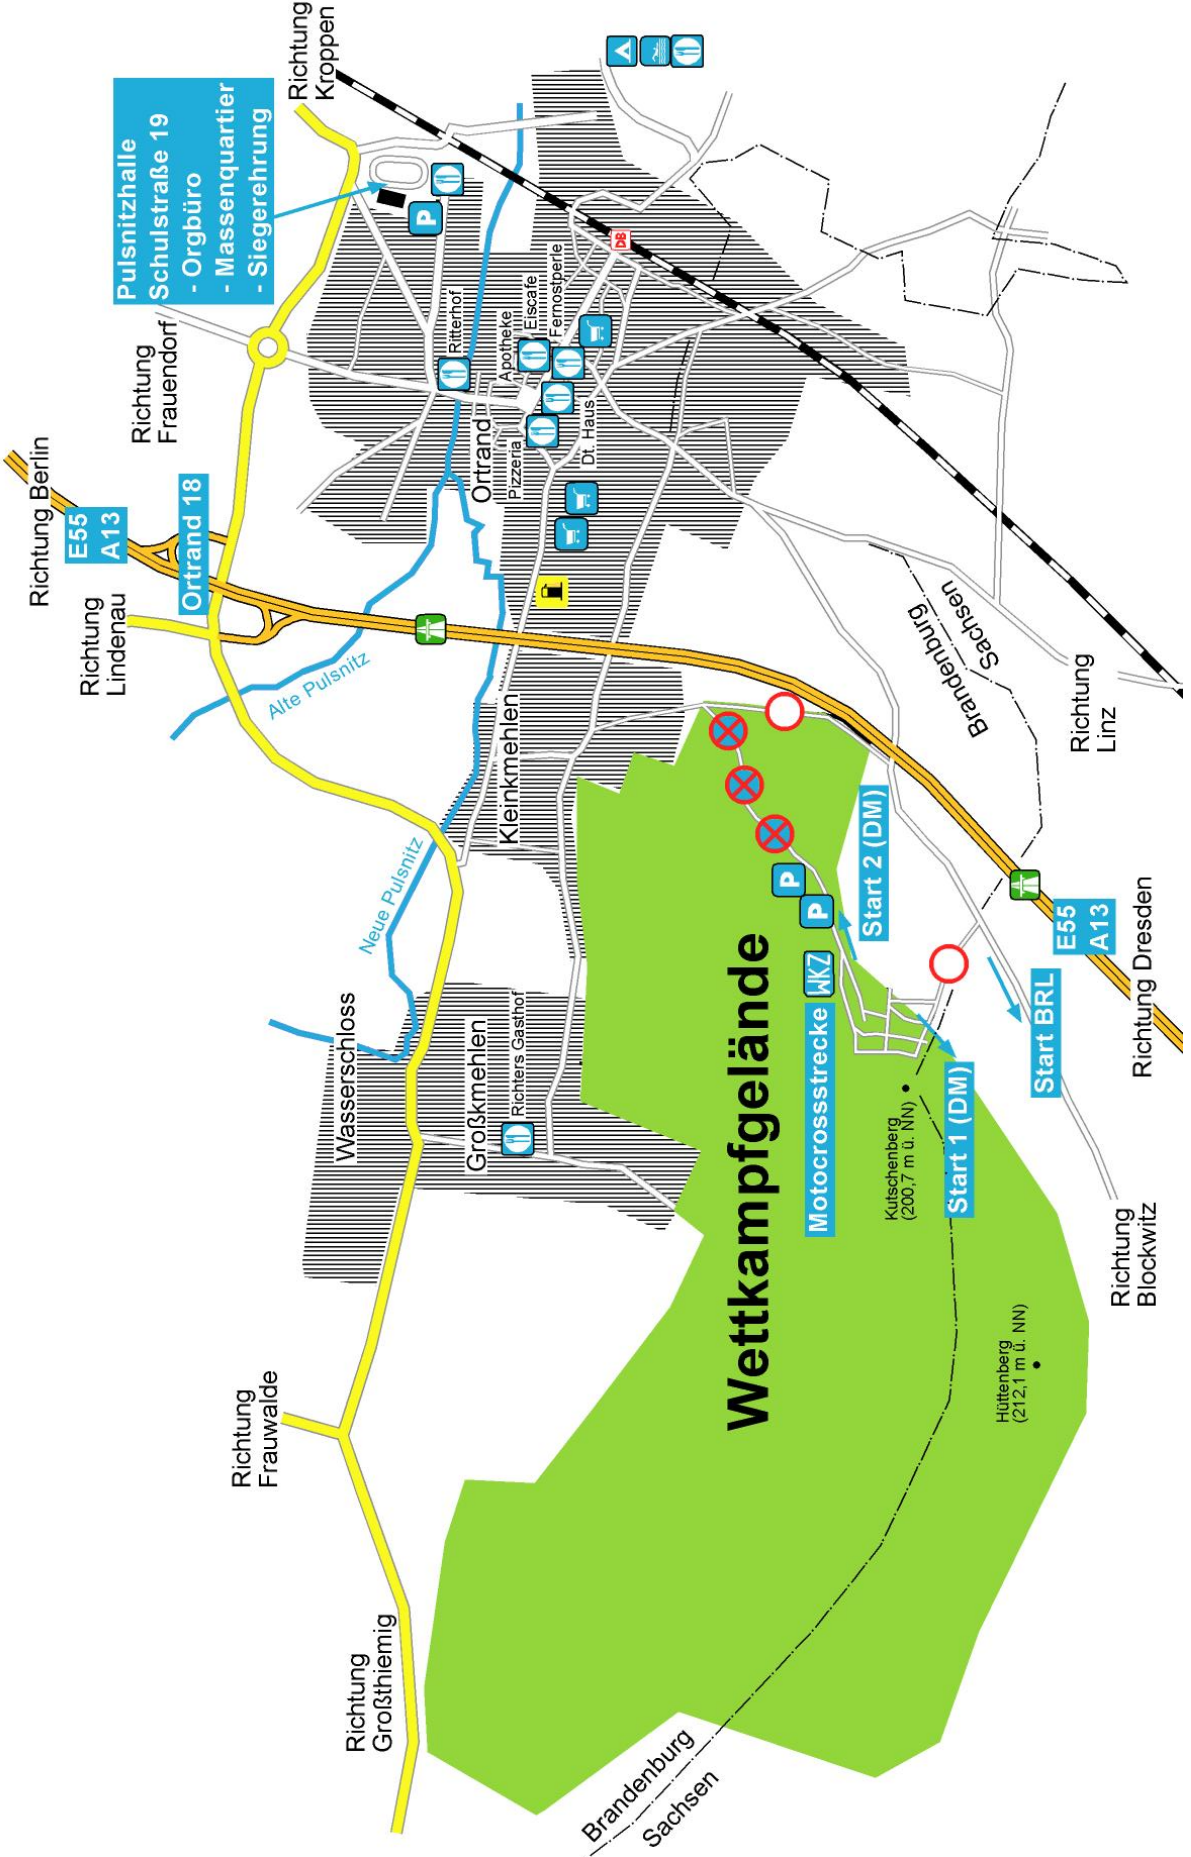 Richtung
Großthiemig
Richtung
Frauwalde
Wasserschloss
Großkmehlen
Richters Gasthof
Neue Pulsnitz
Alte Pulsnitz
Kleinkmehlen
Richtung
Lindenau
Richtung Berlin
E55
A13
Ortrand 18
Richtung
Frauendorf
Pulsnitzhalle
Schulstraße 19
- Orgbüro
- Massenquartier
- Siegerehrung
Richtung
Kroppen
P
Ritterhof
Ortrand
Pizzeria
Apotheke
Eiscafe
Fernostperle
Dt. Haus
DB
Wettkampfgelände
Motocrossstrecke
WKZ
P
P
Start 2 (DM)
Kutschenberg
(200,7 m ü. NN)
Start 1 (DM)
Start BRL
Hüttenberg
(212,1 m ü. NN)
Brandenburg
Sachsen
Brandenburg
Sachsen
Richtung
Linz
E55
A13
Richtung Dresden
Richtung
Blockwitz